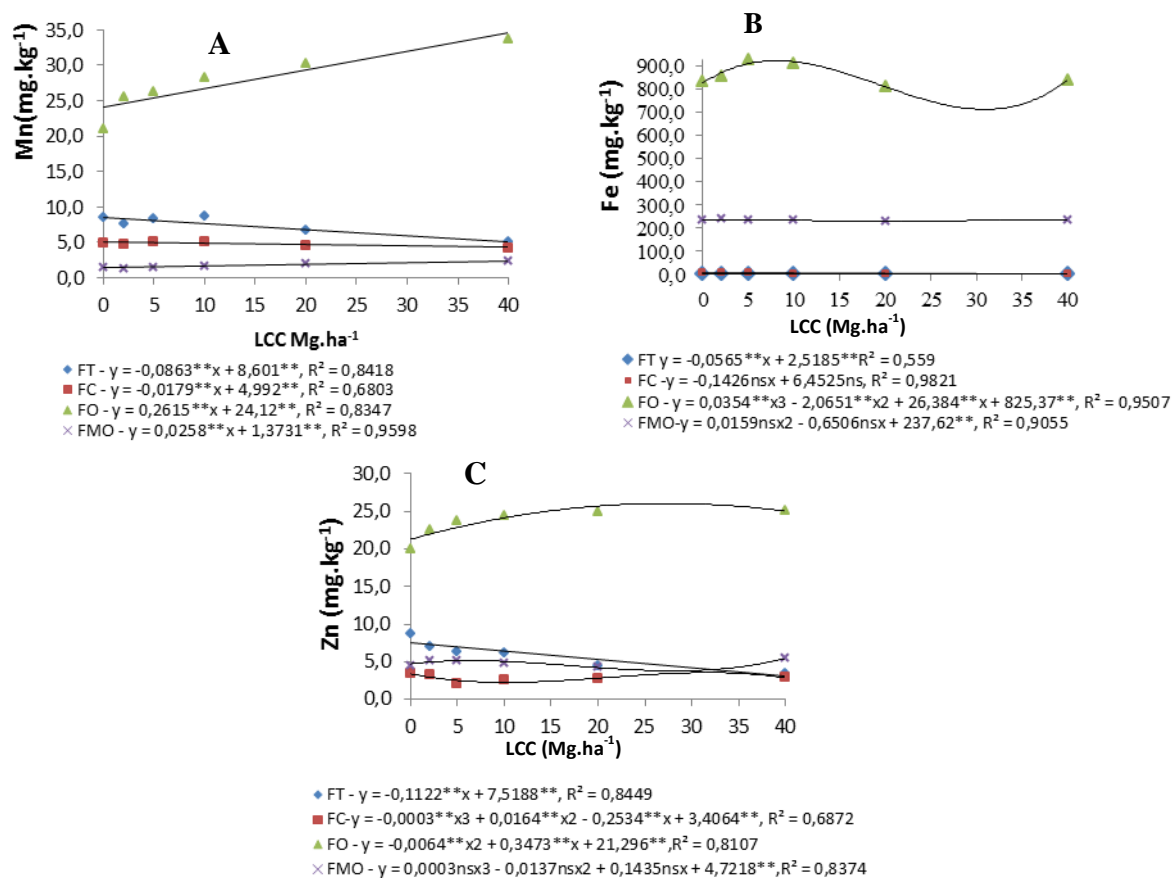 A
Mn(mg.kg-1)
35,0
30,0
25,0
20,0
15,0
10,0
5,0
0,0
0 5 10 15 20 25 30 35 40
LCC Mg.ha-1
FT - y = -0,0863**x + 8,601**, R² = 0,8418
FC - y = -0,0179**x + 4,992**, R² = 0,6803
FO - y = 0,2615**x + 24,12**, R² = 0,8347
FMO - y = 0,0258**x + 1,3731**, R² = 0,9598
B
Fe (mg.kg-1)
900,0
800,0
700,0
600,0
500,0
400,0
300,0
200,0
100,0
0,0
0 5 10 15 20 25 30 35 40
LCC (Mg.ha-1)
FT y = -0,0565**x + 2,5185**R² = 0,559
FC -y = -0,1426nsx + 6,4525ns, R² = 0,9821
FO - y = 0,0354**x3 - 2,0651**x2 + 26,384**x + 825,37**, R² = 0,9507
FMO-y = 0,0159nsx2 - 0,6506nsx + 237,62**, R² = 0,9055
C
Zn (mg.kg-1)
30,0
25,0
20,0
15,0
10,0
5,0
0,0
0 5 10 15 20 25 30 35 40
LCC (Mg.ha-1)
FT - y = -0,1122**x + 7,5188**, R² = 0,8449
FC-y = -0,0003**x3 + 0,0164**x2 - 0,2534**x + 3,4064**, R² = 0,6872
FO - y = -0,0064**x2 + 0,3473**x + 21,296**,R² = 0,8107
FMO - y = 0,0003nsx3 - 0,0137nsx2 + 0,1435nsx + 4,7218**,R² = 0,8374